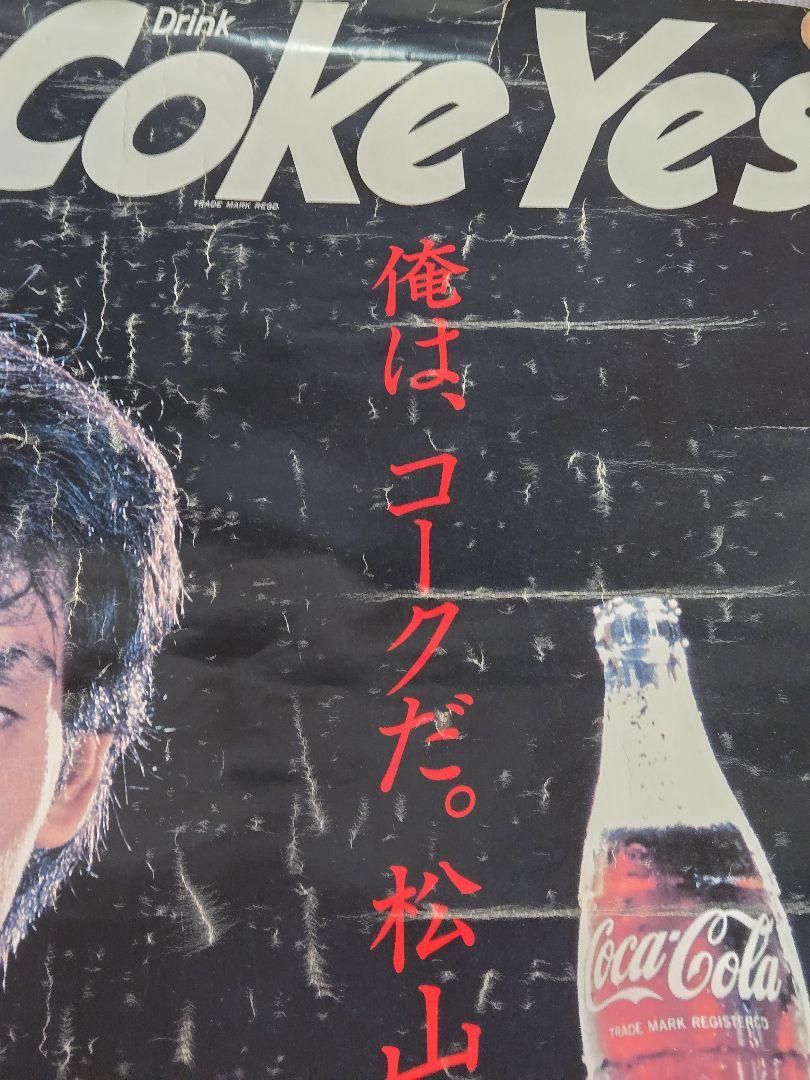 Drink
Coke Yes
TRADE MARK REGD.
俺は、コークだ。松山
Coca-Cola
TRADE MARK REGISTERED